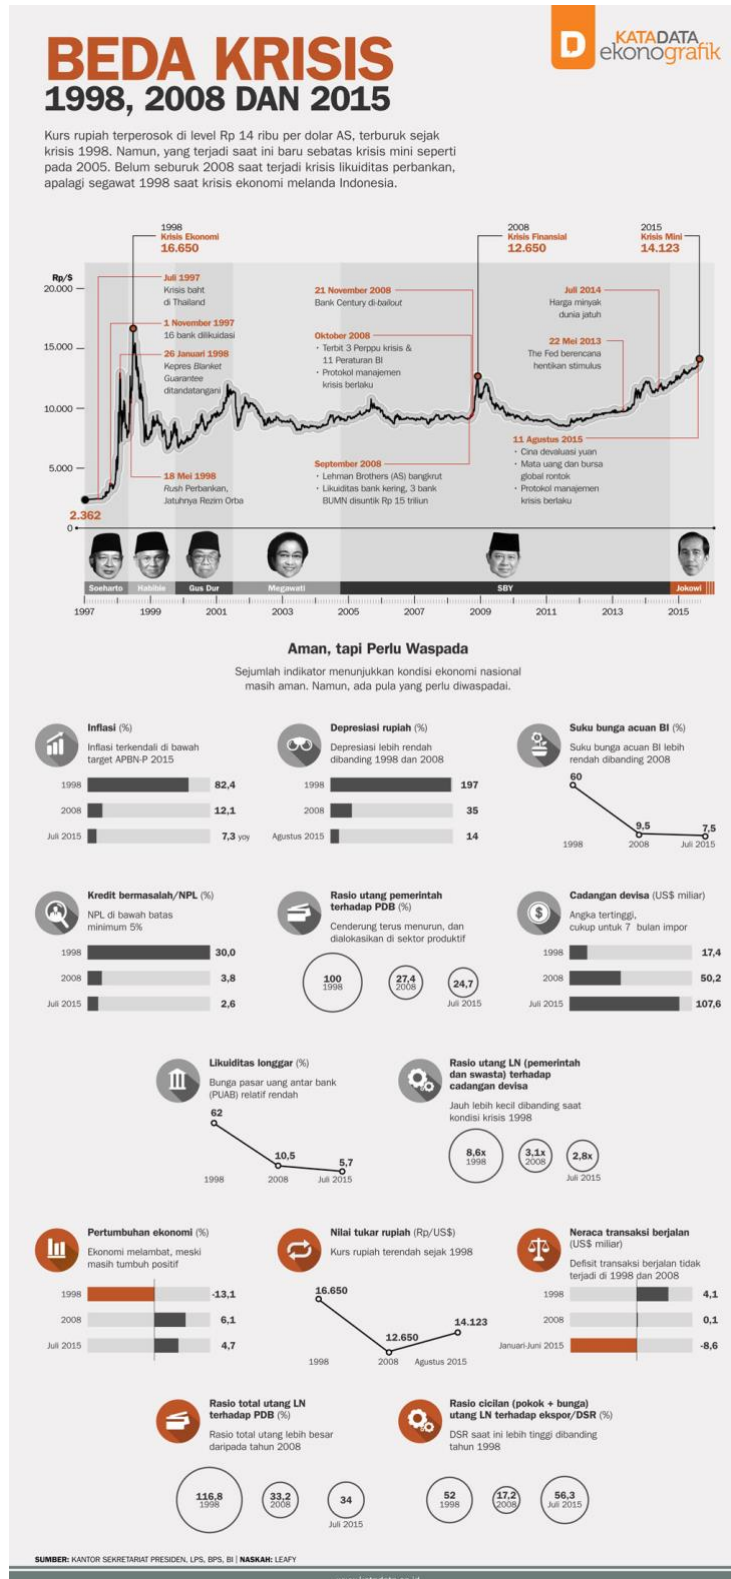 KATADATA
ekonografik
BEDA KRISIS
1998, 2008 DAN 2015
Kurs rupiah terperosok di level Rp 14 ribu per dolar AS, terburuk sejak
krisis 1998. Namun, yang terjadi saat ini baru sebatas krisis mini seperti
pada 2005. Belum seburuk 2008 saat terjadi krisis likuiditas perbankan,
apalagi segawat 1998 saat krisis ekonomi melanda Indonesia.
1998
Krisis Ekonomi
16.650
2008
Krisis Finansial
12.650
2015
Krisis Mini
14.123
Rp/$
20.000
15.000
10.000
5.000
0
2.362
Juli 1997
Krisis baht
di Thailand
1 November 1997
16 bank dilikuidasi
26 Januari 1998
Kepres Blanket
Guarantee
ditandatangani
18 Mei 1998
Rush Perbankan,
Jatuhnya Rezim Orba
21 November 2008
Bank Century di-bailout
Oktober 2008
· Terbit 3 Perppu krisis &
11 Peraturan BI
· Protokol manajemen
krisis berlaku
September 2008
· Lehman Brothers (AS) bangkrut
· Likuiditas bank kering, 3 bank
BUMN disuntik Rp 15 triliun
Juli 2014
Harga minyak
dunia jatuh
22 Mei 2013
The Fed berencana
hentikan stimulus
11 Agustus 2015
· Cina devaluasi yuan
· Mata uang dan bursa
global rontok
· Protokol manajemen
krisis berlaku
Soeharto Habibie Gus Dur Megawati SBY Jokowi
1997 1999 2001 2003 2005 2007 2009 2011 2013 2015
Aman, tapi Perlu Waspada
Sejumlah indikator menunjukkan kondisi ekonomi nasional
masih aman. Namun, ada pula yang perlu diwaspadai.
Inflasi (%)
Inflasi terkendali di bawah
target APBN-P 2015
1998 82,4
2008 12,1
Juli 2015 7,3 yoy
Depresiasi rupiah (%)
Depresiasi lebih rendah
dibanding 1998 dan 2008
1998 197
2008 35
Agustus 2015 14
Suku bunga acuan BI (%)
Suku bunga acuan BI lebih
rendah dibanding 2008
60 9,5 7,5
1998 2008 Juli 2015
Kredit bermasalah/NPL (%)
NPL di bawah batas
minimum 5%
1998 30,0
2008 3,8
Juli 2015 2,6
Rasio utang pemerintah
terhadap PDB (%)
Cenderung terus menurun, dan
dialokasikan di sektor produktif
100 27,4 24,7
1998 2008 Juli 2015
Cadangan devisa (US$ miliar)
Angka tertinggi,
cukup untuk 7 bulan impor
1998 17,4
2008 50,2
Juli 2015 107,6
Likuiditas longgar (%)
Bunga pasar uang antar bank
(PUAB) relatif rendah
62 10,5 5,7
1998 2008 Juli 2015
Rasio utang LN (pemerintah
dan swasta) terhadap
cadangan devisa
Jauh lebih kecil dibanding saat
kondisi krisis 1998
8,6x 3,1x 2,8x
1998 2008 Juli 2015
Pertumbuhan ekonomi (%)
Ekonomi melambat, meski
masih tumbuh positif
1998 -13,1
2008 6,1
Juli 2015 4,7
Nilai tukar rupiah (Rp/US$)
Kurs rupiah terendah sejak 1998
16.650 12.650 14.123
1998 2008 Agustus 2015
Neraca transaksi berjalan
(US$ miliar)
Defisit transaksi berjalan tidak
terjadi di 1998 dan 2008
1998 4,1
2008 0,1
Januari-Juni 2015 -8,6
Rasio total utang LN
terhadap PDB (%)
Rasio total utang lebih besar
daripada tahun 2008
116,8 33,2 34
1998 2008 Juli 2015
Rasio cicilan (pokok + bunga)
utang LN terhadap ekspor/DSR (%)
DSR saat ini lebih tinggi dibanding
tahun 1998
52 17,2 56,3
1998 2008 Juli 2015
SUMBER: KANTOR SEKRETARIAT PRESIDEN, LPS, BPS, BI | NASKAH: LEAFY